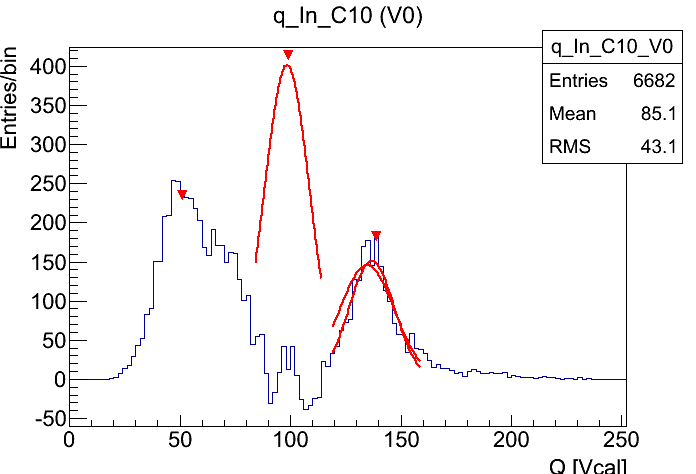 q_In_C10 (V0)
q_In_C10_V0
Entries 6682
Mean 85.1
RMS 43.1
Entries/bin
400
350
300
250
200
150
100
50
0
-50
0 50 100 150 200 250
Q [Vcal]